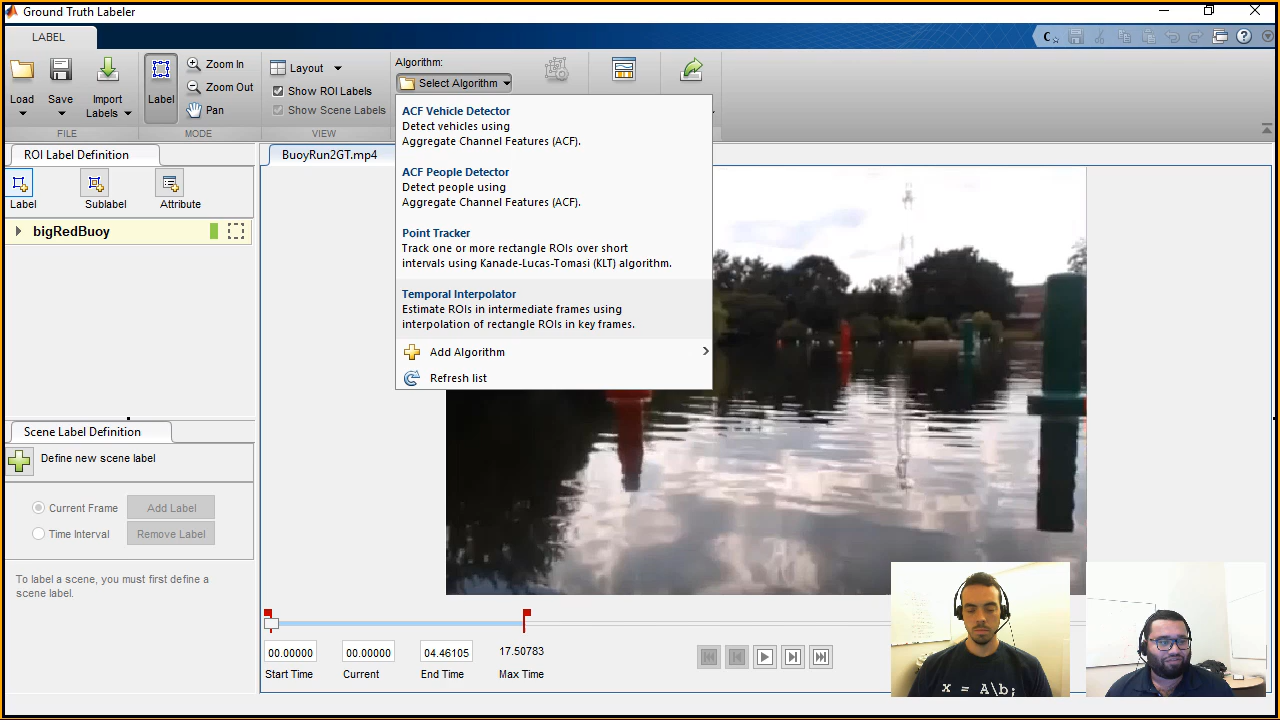 Ground Truth Labeler
LABEL
Load
Save
Import
Labels
FILE
Label
Zoom In
Zoom Out
Pan
MODE
Layout
Show ROI Labels
Show Scene Labels
VIEW
Algorithm:
Select Algorithm
ACF Vehicle Detector
Detect vehicles using
Aggregate Channel Features (ACF).
ACF People Detector
Detect people using
Aggregate Channel Features (ACF).
Point Tracker
Track one or more rectangle ROIs over short
intervals using Kanade-Lucas-Tomasi (KLT) algorithm.
Temporal Interpolator
Estimate ROIs in intermediate frames using
interpolation of rectangle ROIs in key frames.
Add Algorithm
Refresh list
ROI Label Definition
Label
Sublabel
Attribute
bigRedBuoy
Scene Label Definition
Define new scene label
Current Frame
Add Label
Time Interval
Remove Label
To label a scene, you must first define a
scene label.
BuoyRun2GT.mp4
00.00000
00.00000
04.46105
17.50783
Start Time
Current
End Time
Max Time
x = A\b;